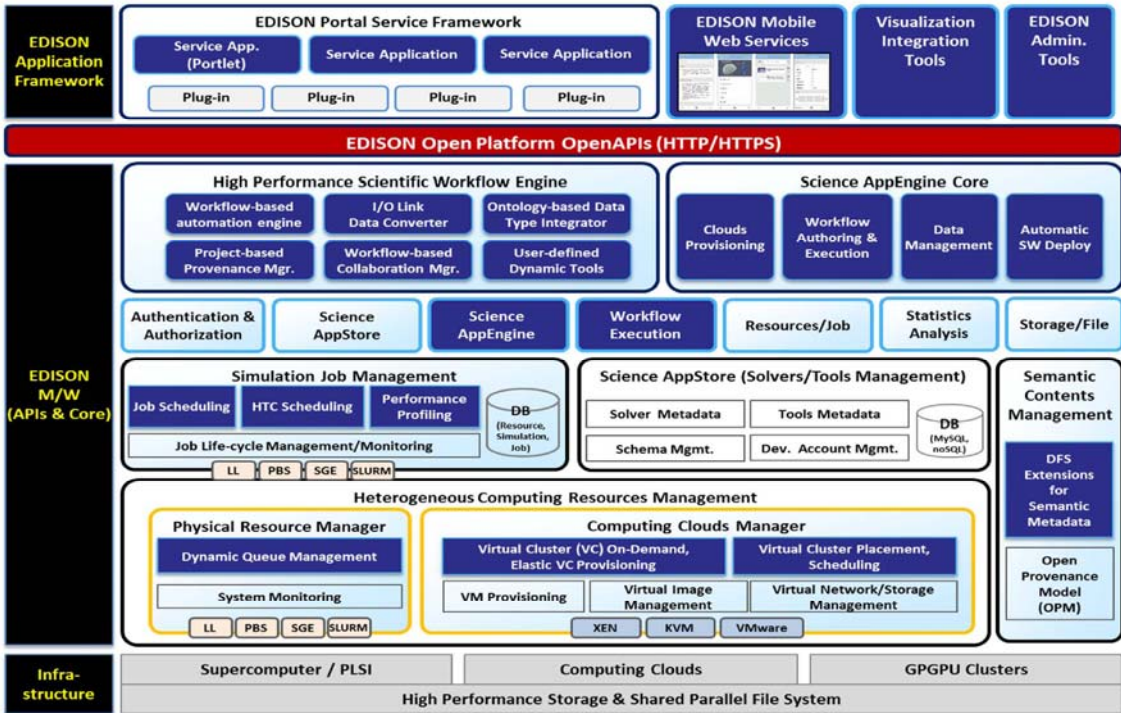 EDISON
Application
Framework
EDISON Portal Service Framework
Service App.
(Portlet)
Service Application
Service Application
Plug-in
Plug-in
Plug-in
Plug-in
EDISON Mobile
Web Services
Visualization
Integration
Tools
EDISON
Admin.
Tools
EDISON Open Platform OpenAPIs (HTTP/HTTPS)
EDISON
M/W
(APIs & Core)
High Performance Scientific Workflow Engine
Workflow-based
automation engine
I/O Link
Data Converter
Ontology-based Data
Type Integrator
Project-based
Provenance Mgr.
Workflow-based
Collaboration Mgr.
User-defined
Dynamic Tools
Science AppEngine Core
Clouds
Provisioning
Workflow
Authoring &
Execution
Data
Management
Automatic
SW Deploy
Authentication &
Authorization
Science
AppStore
Science
AppEngine
Workflow
Execution
Resources/Job
Statistics
Analysis
Storage/File
Simulation Job Management
Job Scheduling
HTC Scheduling
Performance
Profiling
Job Life-cycle Management/Monitoring
DB
(Resource,
Simulation,
Job)
LL
PBS
SGE
SLURM
Science AppStore (Solvers/Tools Management)
Solver Metadata
Tools Metadata
Schema Mgmt.
Dev. Account Mgmt.
DB
(MySQL,
noSQL)
Semantic
Contents
Management
DFS
Extensions
for
Semantic
Metadata
Open
Provenance
Model
(OPM)
Heterogeneous Computing Resources Management
Physical Resource Manager
Dynamic Queue Management
System Monitoring
LL
PBS
SGE
SLURM
Computing Clouds Manager
Virtual Cluster (VC) On-Demand,
Elastic VC Provisioning
Virtual Cluster Placement,
Scheduling
VM Provisioning
Virtual Image
Management
Virtual Network/Storage
Management
XEN
KVM
VMware
Infra-
structure
Supercomputer / PLSI
Computing Clouds
GPGPU Clusters
High Performance Storage & Shared Parallel File System